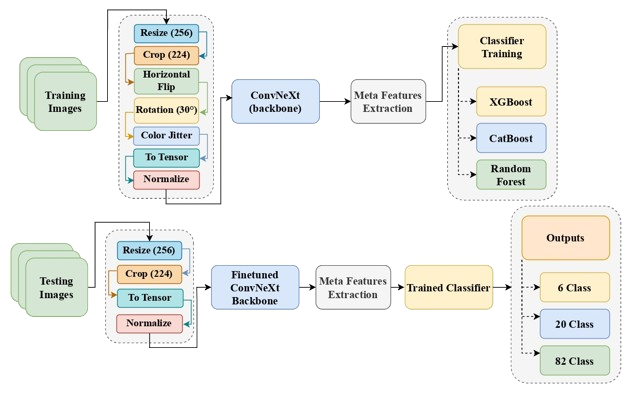 Training
Images
Resize (256)
Crop (224)
Horizontal
Flip
Rotation (30°)
Color Jitter
To Tensor
Normalize
ConvNeXt
(backbone)
Meta Features
Extraction
Classifier
Training
XGBoost
CatBoost
Random
Forest
Testing
Images
Resize (256)
Crop (224)
To Tensor
Normalize
Finetuned
ConvNeXt
Backbone
Meta Features
Extraction
Trained Classifier
Outputs
6 Class
20 Class
82 Class